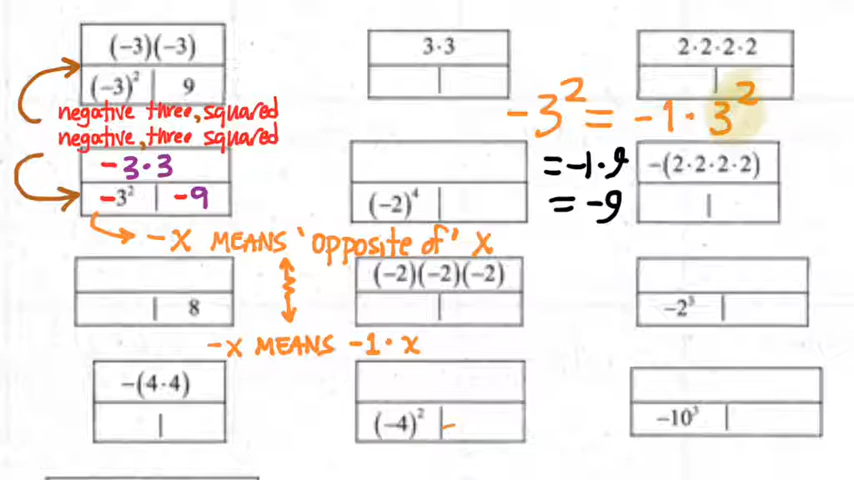 (−3)(−3)
(−3)² | 9
negative three, squared
negative, three squared
−3·3
−3² | −9
−x MEANS "opposite of" x
−x MEANS −1·x
3·3
2·2·2·2
−3² = −1·3²
= −1·9
= −9
(−2)⁴
−(2·2·2·2)
8
(−2)(−2)(−2)
−2³
−(4·4)
(−4)² | −
−10³